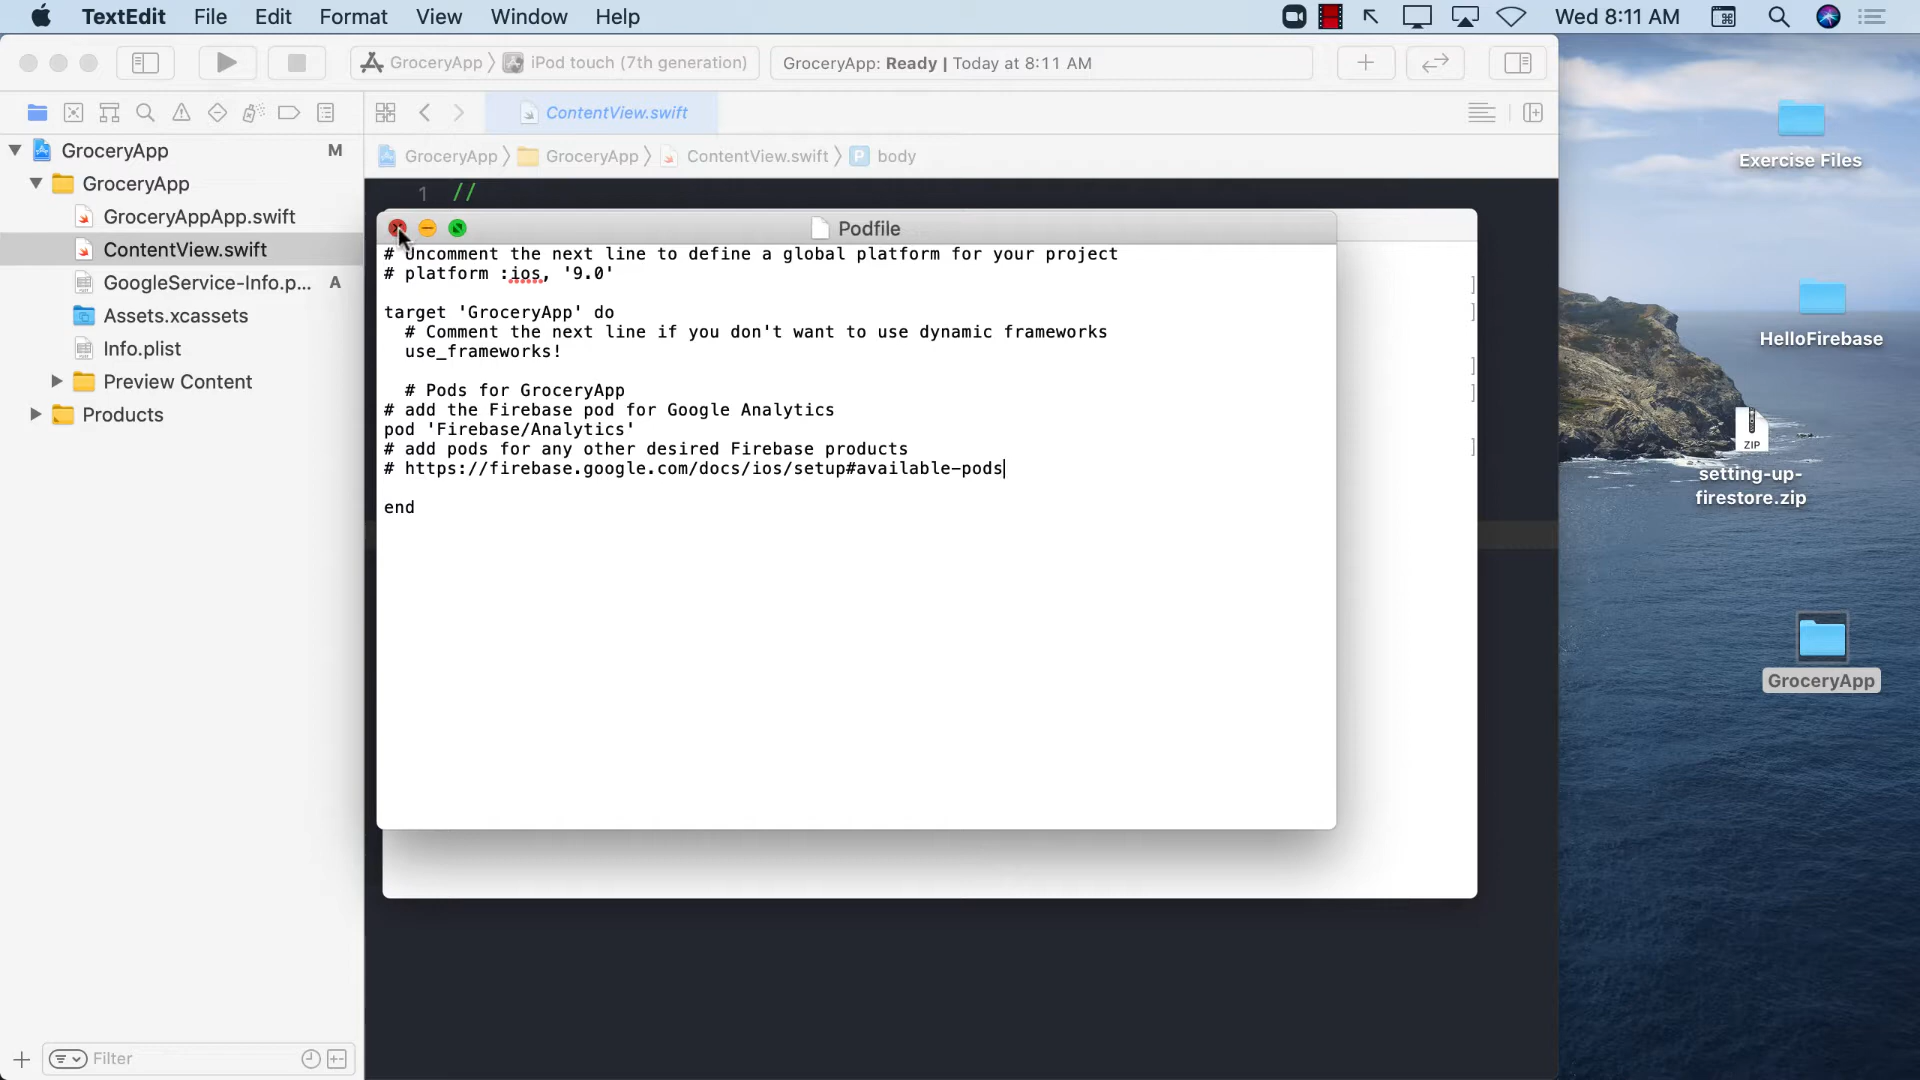 TextEdit File Edit Format View Window Help Wed 8:11 AM
GroceryApp iPod touch (7th generation) GroceryApp: Ready | Today at 8:11 AM
ContentView.swift
GroceryApp M
GroceryApp GroceryApp ContentView.swift P body
GroceryApp
1 //
GroceryAppApp.swift
ContentView.swift
GoogleService-Info.p... A
Assets.xcassets
Info.plist
Preview Content
Products
Filter
Podfile
# Uncomment the next line to define a global platform for your project
# platform :ios, '9.0'
target 'GroceryApp' do
# Comment the next line if you don't want to use dynamic frameworks
use_frameworks!
# Pods for GroceryApp
# add the Firebase pod for Google Analytics
pod 'Firebase/Analytics'
# add pods for any other desired Firebase products
# https://firebase.google.com/docs/ios/setup#available-pods
end
]
]
]
]
]
Exercise Files
HelloFirebase
ZIP
setting-up-
firestore.zip
GroceryApp